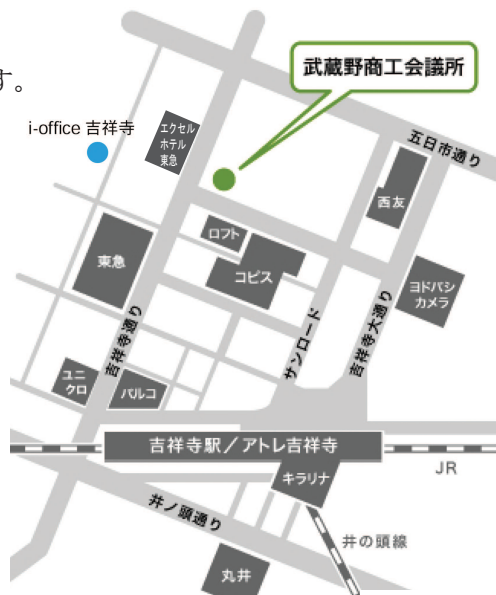 す。
武蔵野商工会議所
i-office 吉祥寺
エクセル
ホテル
東急
五日市通り
西友
ロフト
東急
コピス
ヨドバシ
カメラ
吉祥寺通り
サンロード
吉祥寺大通り
ユニ
クロ
パルコ
吉祥寺駅／アトレ吉祥寺
JR
キラリナ
井ノ頭通り
井の頭線
丸井